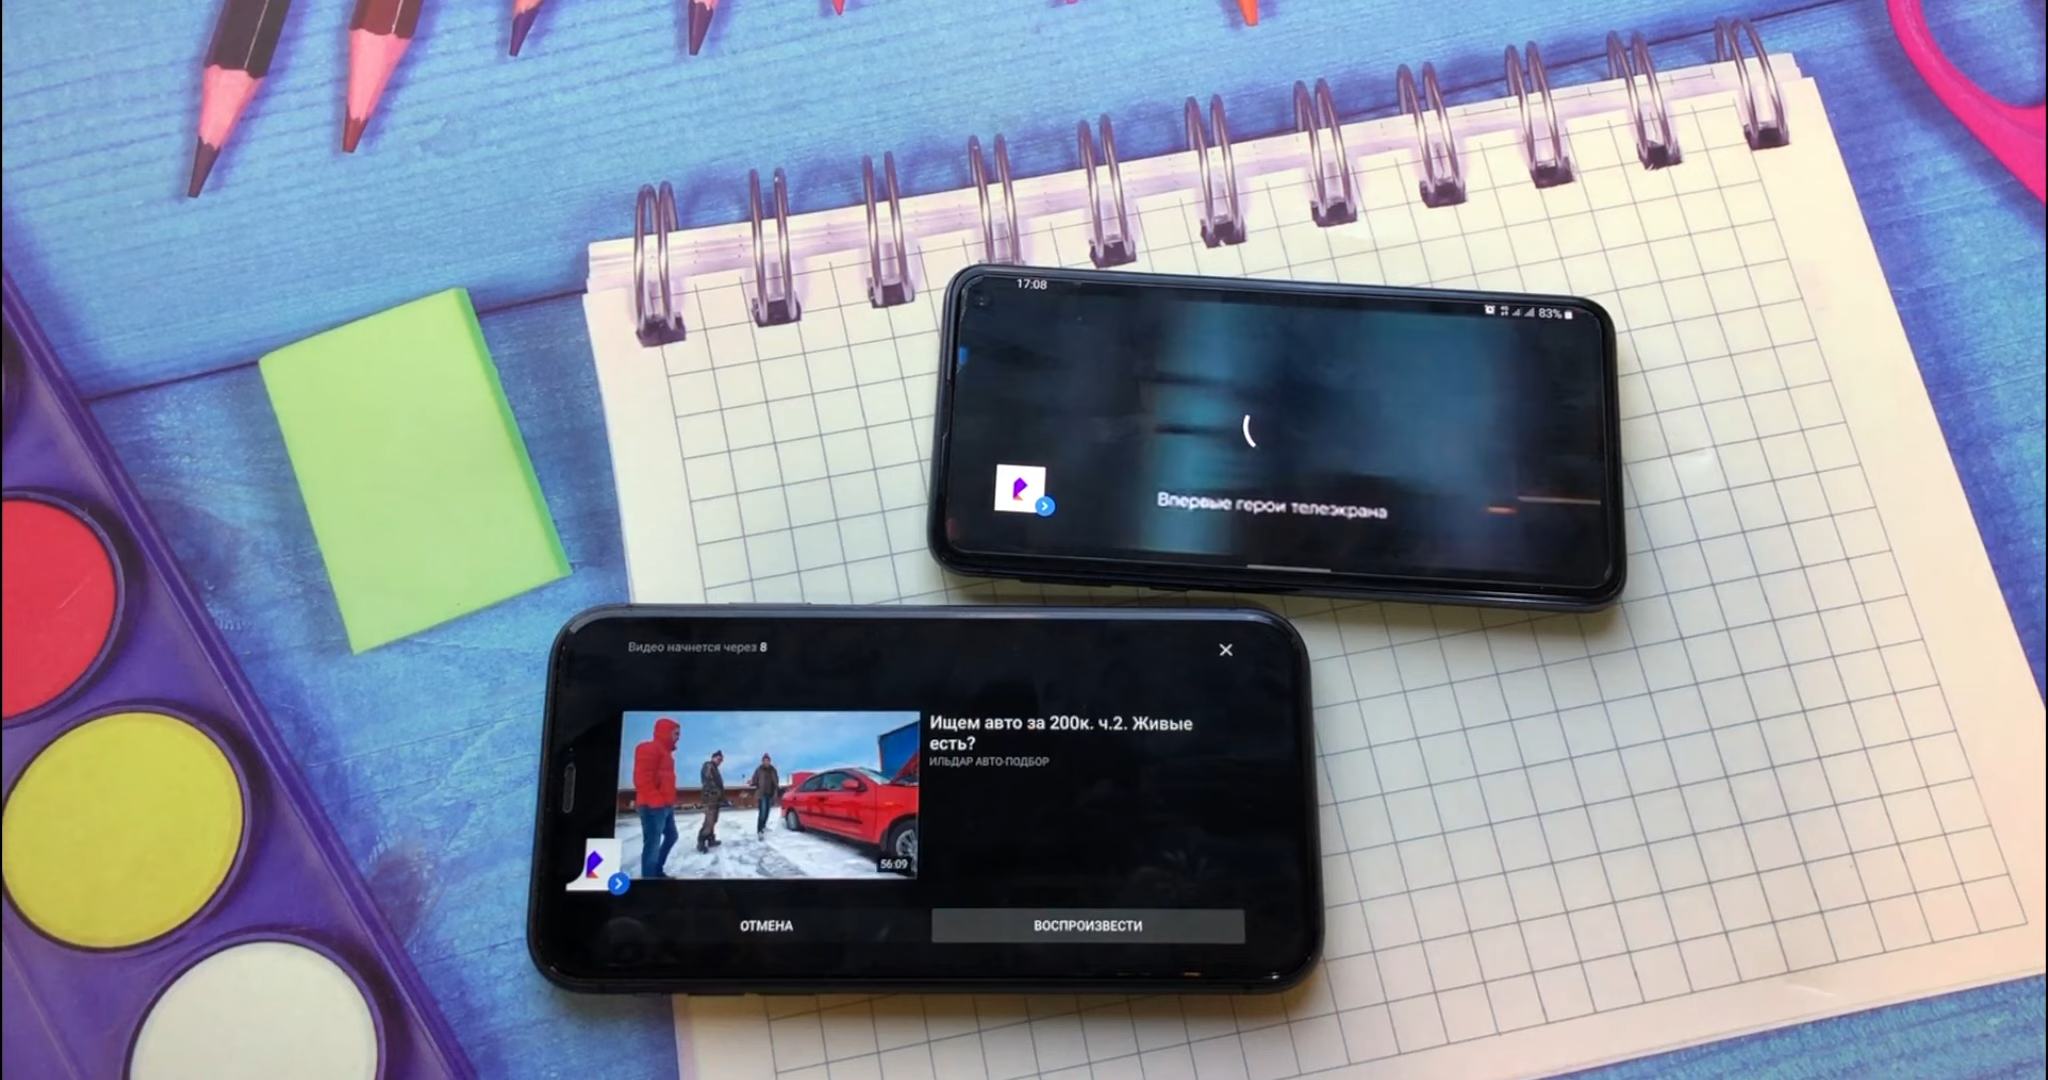 17:08
83%
Впервые герои телеэкрана
Видео начнется через 8
Ищем авто за 200к. ч.2. Живые
есть?
ИЛЬДАР АВТО-ПОДБОР
56:09
ОТМЕНА
ВОСПРОИЗВЕСТИ